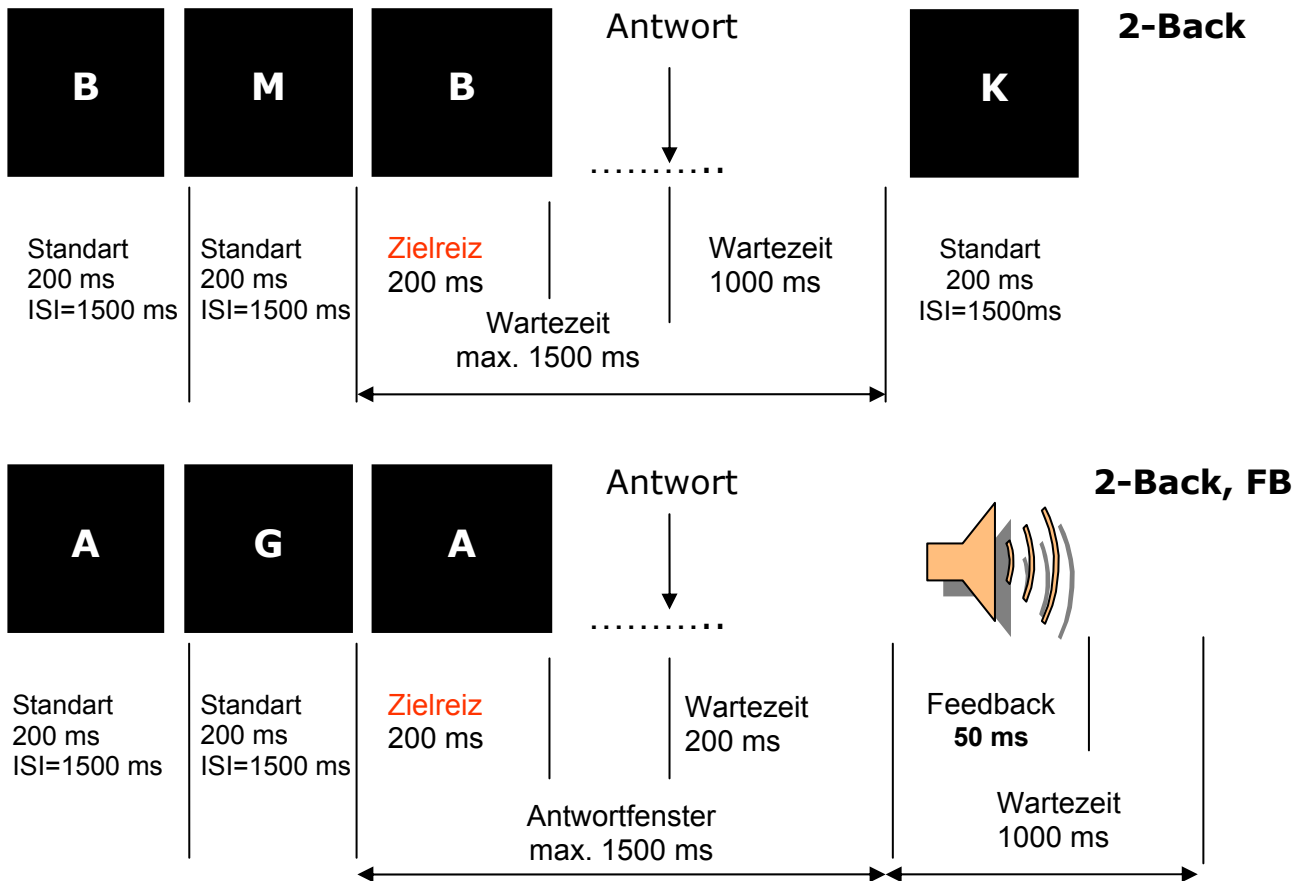 Antwort
2-Back
B
M
B
K
...........
Standart
200 ms
ISI=1500 ms
Standart
200 ms
ISI=1500 ms
Zielreiz
200 ms
Wartezeit
1000 ms
Standart
200 ms
ISI=1500ms
Wartezeit
max. 1500 ms
Antwort
2-Back, FB
A
G
A
...........
Standart
200 ms
ISI=1500 ms
Standart
200 ms
ISI=1500 ms
Zielreiz
200 ms
Wartezeit
200 ms
Feedback
50 ms
Antwortfenster
max. 1500 ms
Wartezeit
1000 ms